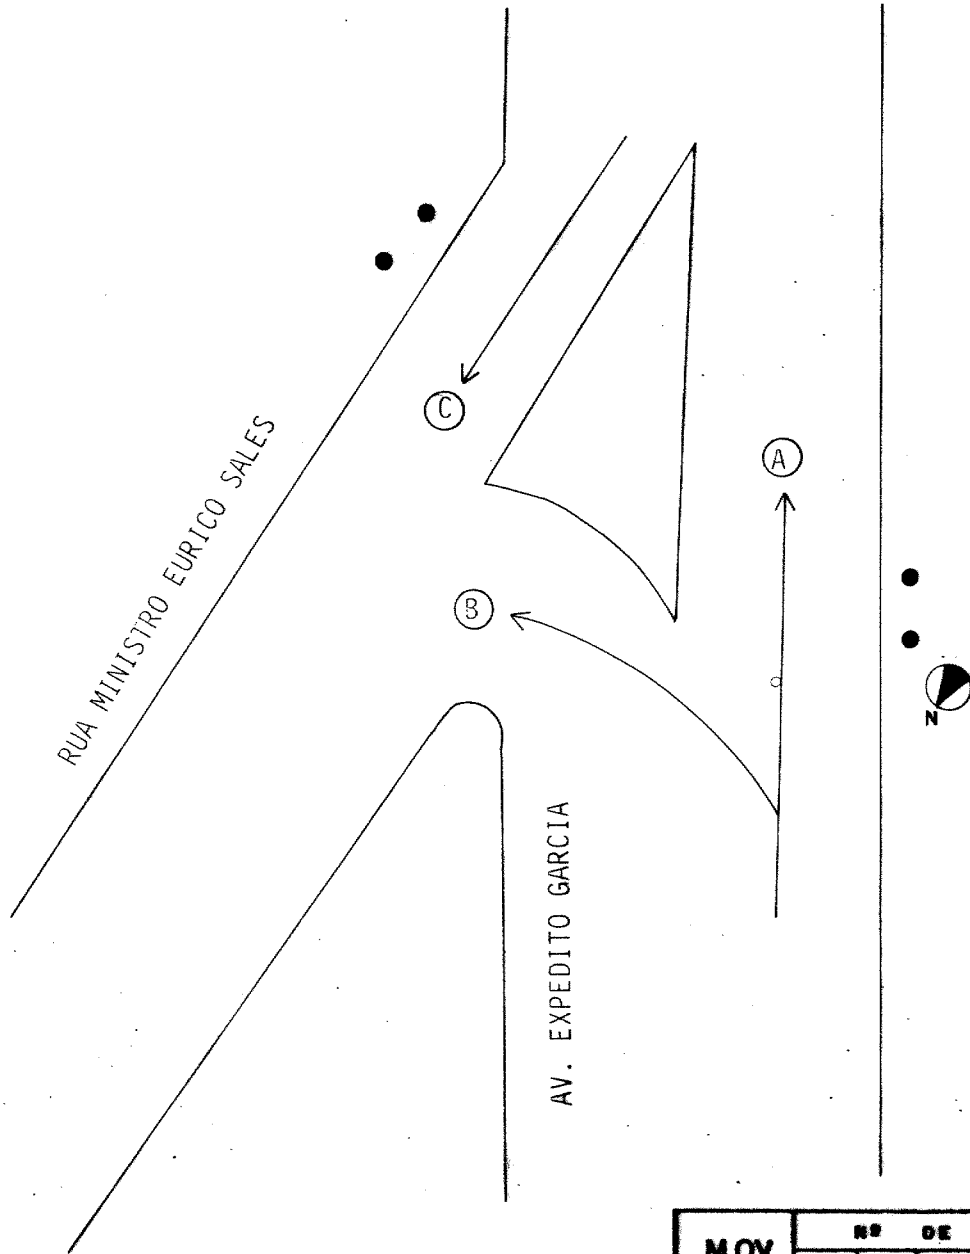 C
A
RUA MINISTRO EURICO SALES
B
N
AV. EXPEDITO GARCIA
Nº DE
MOV